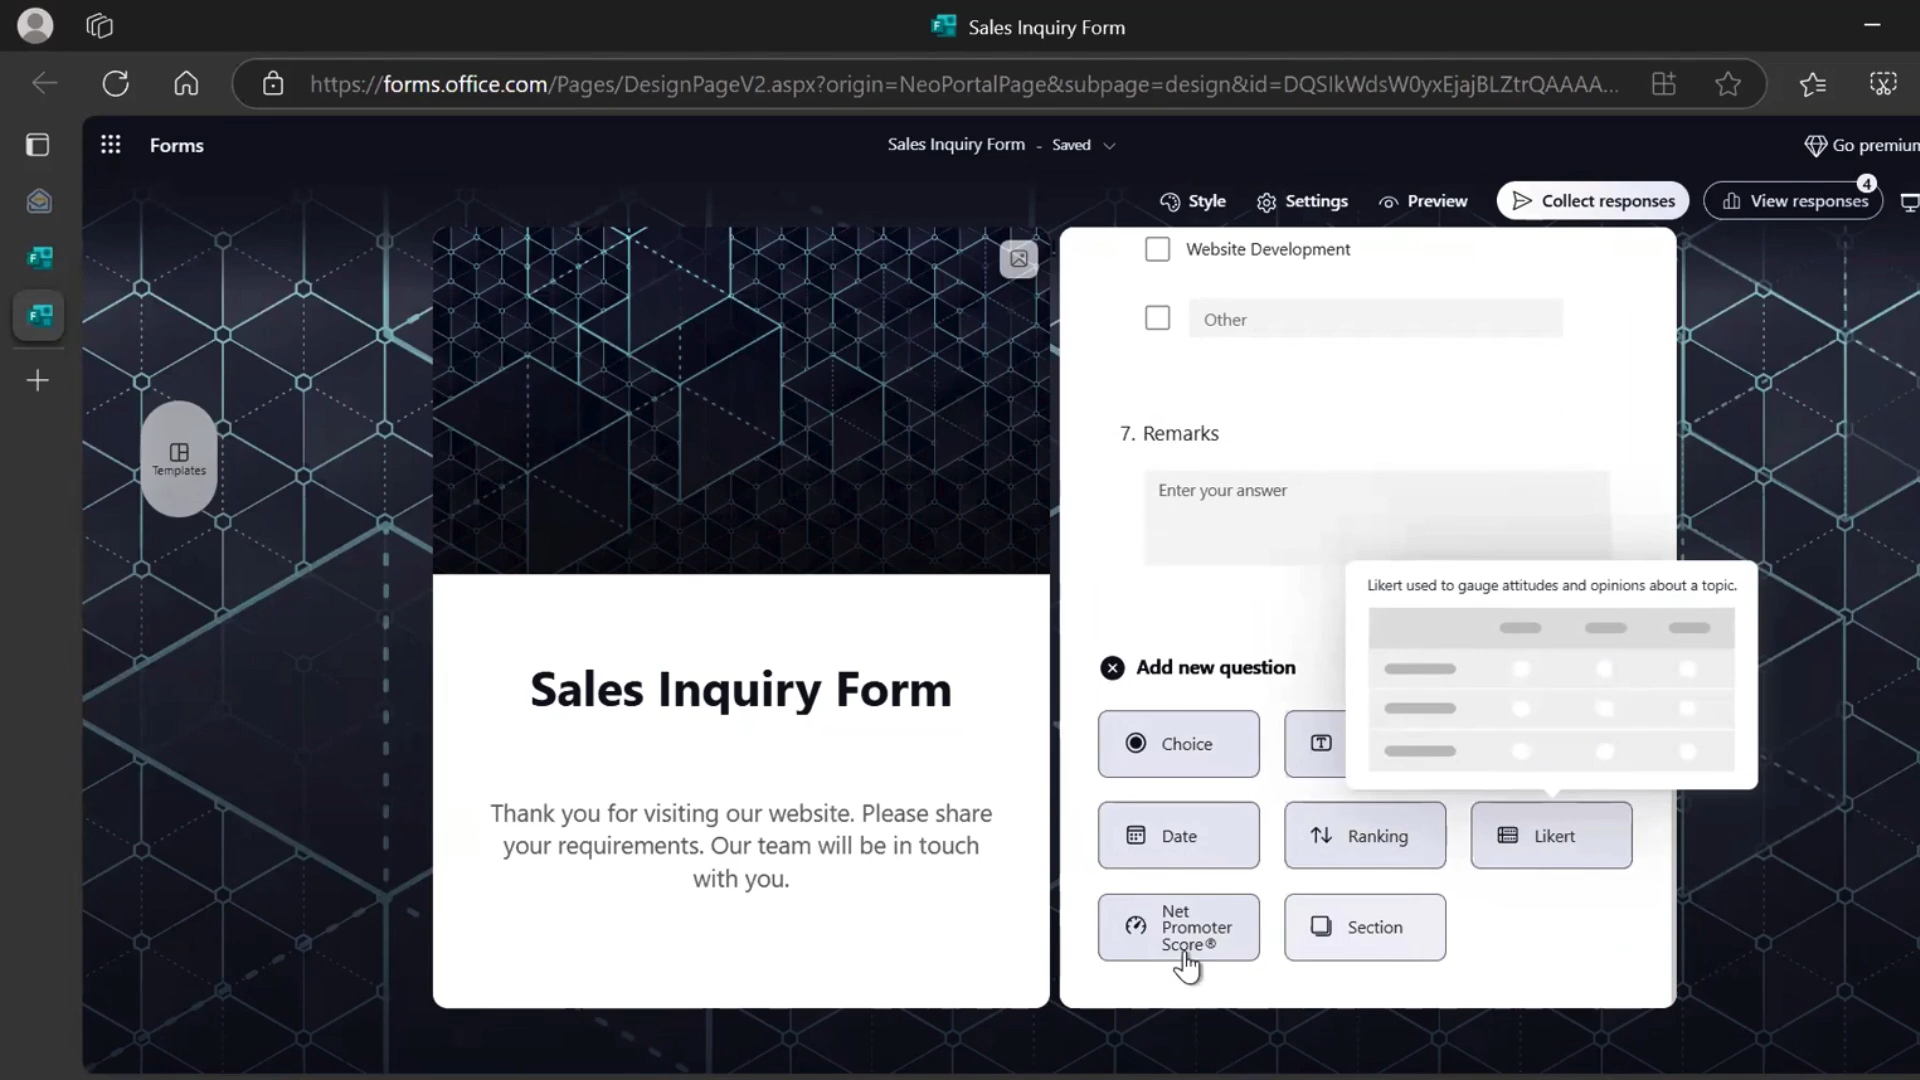 Sales Inquiry Form
https://forms.office.com/Pages/DesignPageV2.aspx?origin=NeoPortalPage&subpage=design&id=DQSIkWdsW0yxEjajBLZtrQAAAA...
Forms
Sales Inquiry Form - Saved
Go premium
Style
Settings
Preview
Collect responses
View responses
4
Templates
Website Development
Other
7. Remarks
Enter your answer
Likert used to gauge attitudes and opinions about a topic.
Sales Inquiry Form
Thank you for visiting our website. Please share
your requirements. Our team will be in touch
with you.
Add new question
Choice
Date
Ranking
Likert
Net
Promoter
Score®
Section